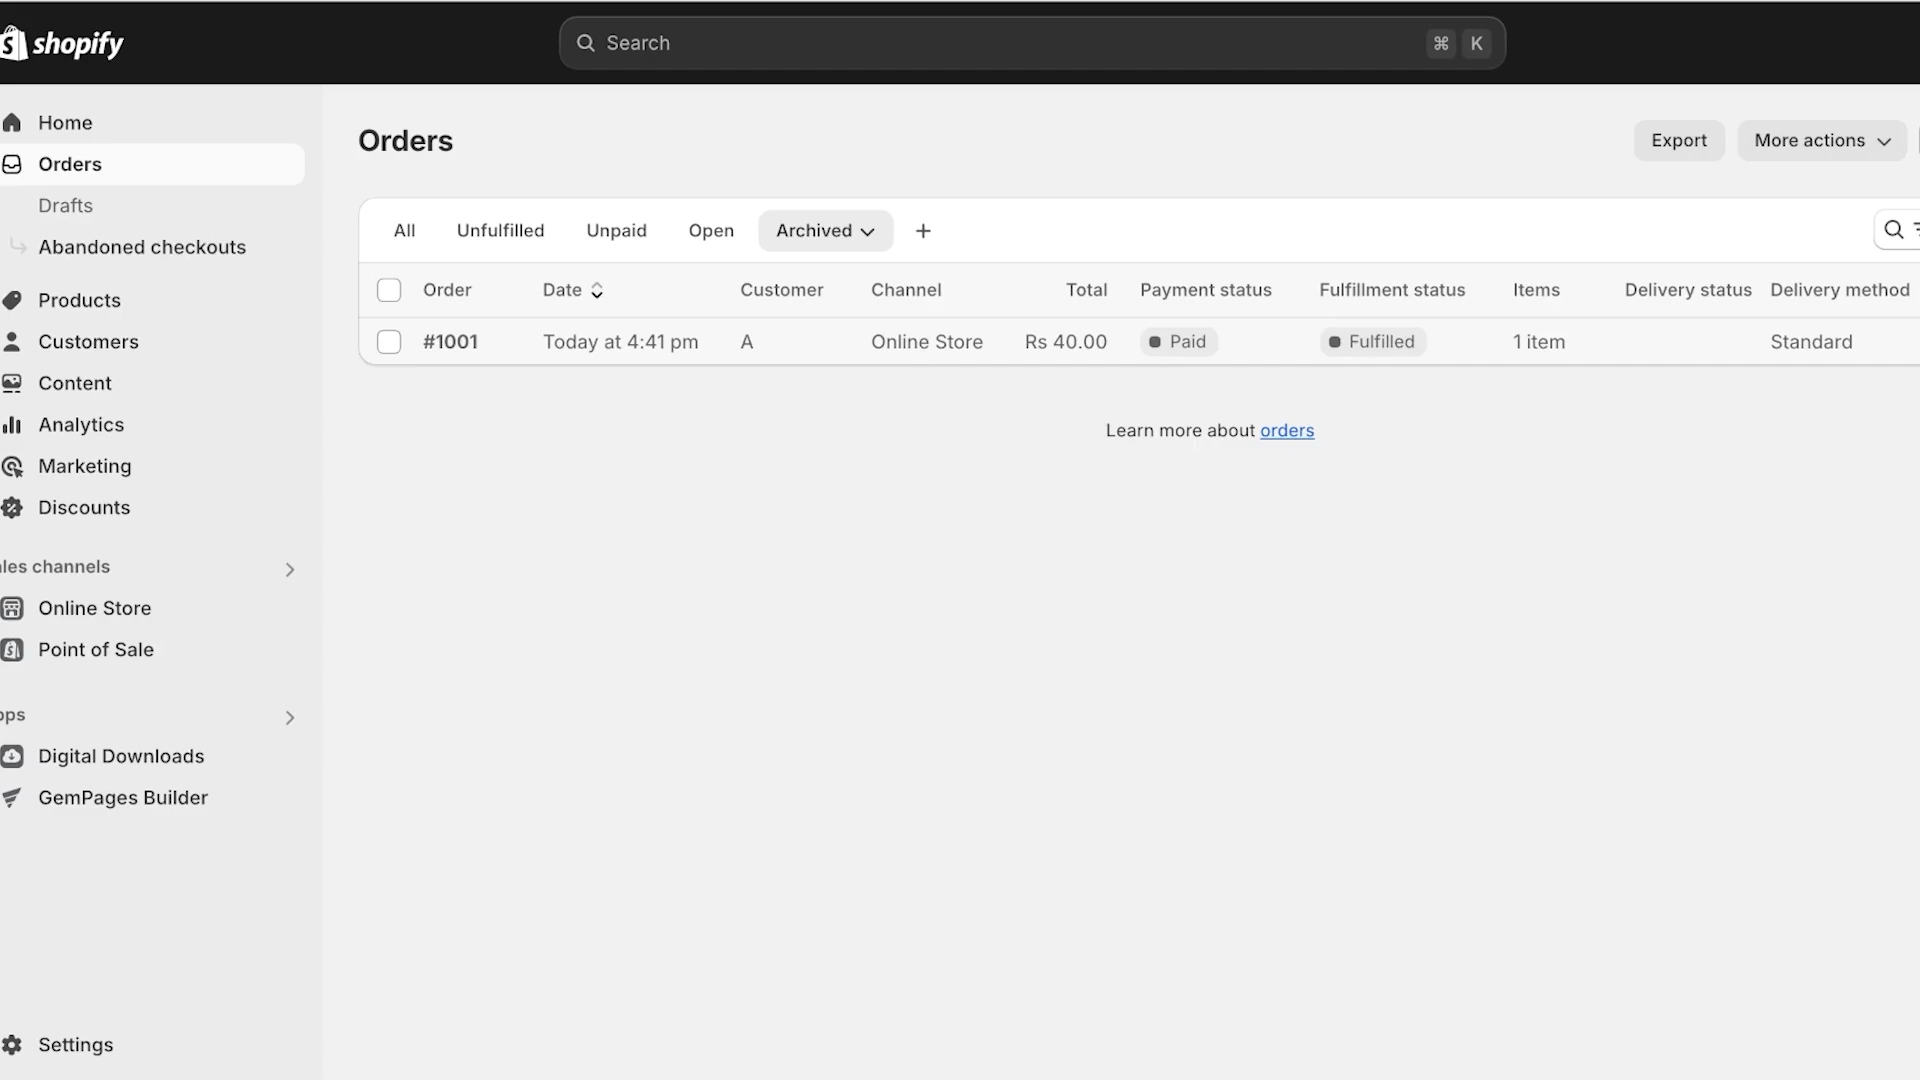 shopify
Search
⌘ K
Home
Orders
Drafts
Abandoned checkouts
Products
Customers
Content
Analytics
Marketing
Discounts
ales channels
Online Store
Point of Sale
pps
Digital Downloads
GemPages Builder
Settings
Orders
Export
More actions
All Unfulfilled Unpaid Open Archived +
Order Date Customer Channel Total Payment status Fulfillment status Items Delivery status Delivery method
#1001 Today at 4:41 pm A Online Store Rs 40.00 Paid Fulfilled 1 item Standard
Learn more about orders